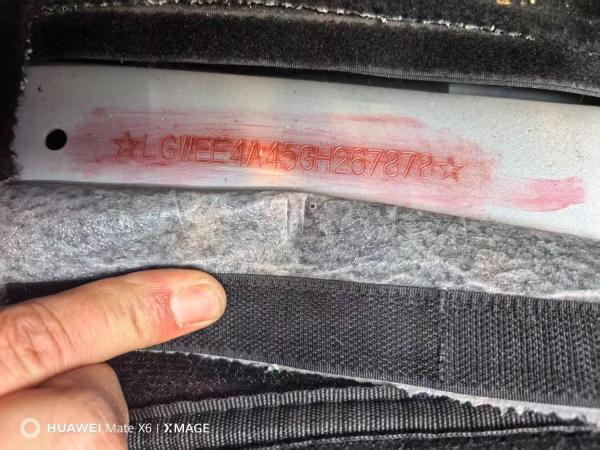 ☆LGWEE4A45GH267878☆
HUAWEI Mate X6 | XMAGE